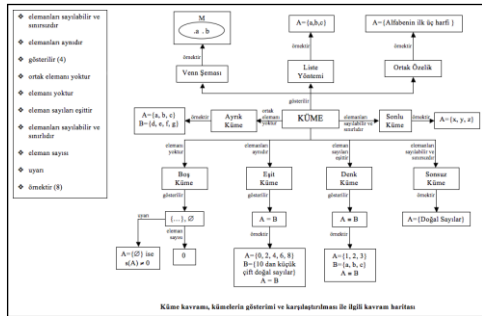 ❖ elemanları sayılabilir ve
sınırsızdır
❖ elemanları aynıdır
❖ gösterilir (4)
❖ ortak elemanı yoktur
❖ elemanı yoktur
❖ eleman sayıları eşittir
❖ elemanları sayılabilir ve
sınırlıdır
❖ eleman sayısı
❖ uyarı
❖ örnektir (8)
M
.a . b
A={a,b,c}
A={Alfabenin ilk üç harfi }
örnektir
örnektir
örnektir
Venn Şeması
Liste
Yöntemi
Ortak Özelik
gösterilir
A={a, b, c}
B={d, e, f, g}
örnektir
Ayrık
Küme
ortak
elemanı
yoktur
KÜME
elemanları
sayılabilir ve
sınırlıdır
Sonlu
Küme
örnektir
A={x, y, z}
elemanı
yoktur
elemanları
aynıdır
eleman
sayıları
eşittir
elemanları
sayılabilir ve
sınırsızdır
Boş
Küme
Eşit
Küme
Denk
Küme
Sonsuz
Küme
gösterilir
gösterilir
gösterilir
örnektir
uyarı
{…}, ∅
A = B
A ≡ B
A={Doğal Sayılar}
eleman
sayısı
örnektir
örnektir
A={∅} ise
s(A) ≠ 0
0
A={0, 2, 4, 6, 8}
B={10 dan küçük
çift doğal sayılar}
A = B
A={1, 2, 3}
B={a, b, c}
A ≡ B
Küme kavramı, kümelerin gösterimi ve karşılaştırılması ile ilgili kavram haritası